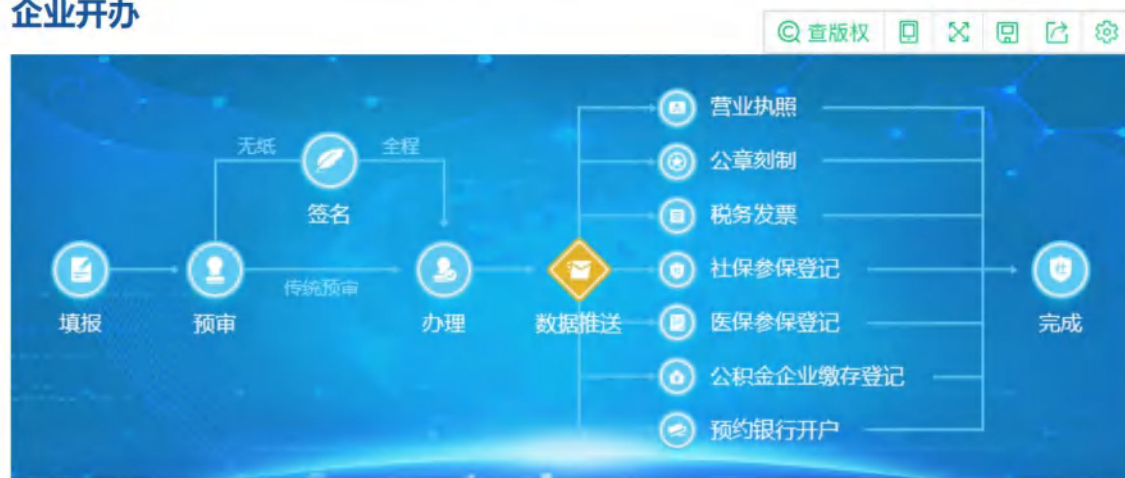 企业开办
查版权
无纸
全程
签名
填报
预审
传统预审
办理
数据推送
营业执照
公章刻制
税务发票
社保参保登记
医保参保登记
公积金企业缴存登记
预约银行开户
社
完成